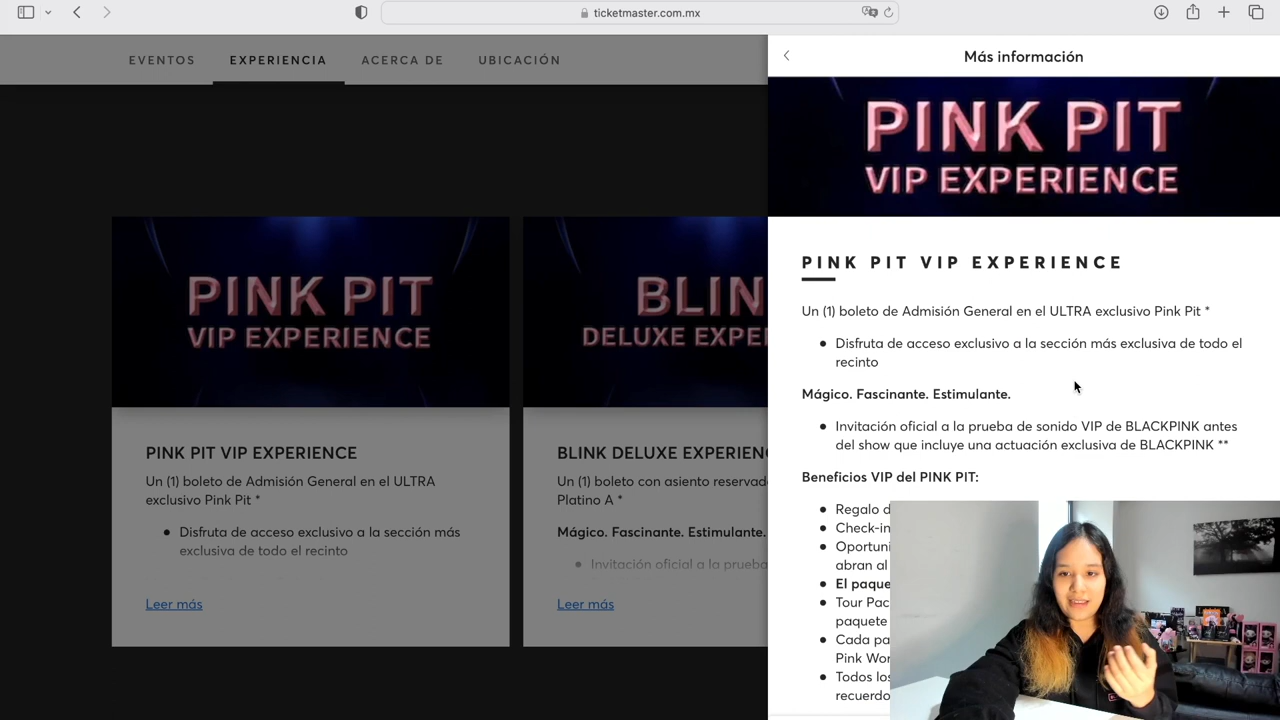 ticketmaster.com.mx
EVENTOS EXPERIENCIA ACERCA DE UBICACIÓN
PINK PIT
VIP EXPERIENCE
PINK PIT VIP EXPERIENCE
Un (1) boleto de Admisión General en el ULTRA
exclusivo Pink Pit *
• Disfruta de acceso exclusivo a la sección más
exclusiva de todo el recinto
Leer más
BLIN
DELUXE EXPER
BLINK DELUXE EXPERIEN
Un (1) boleto con asiento reservad
Platino A *
Mágico. Fascinante. Estimulante.
• Invitación oficial a la prueba
Leer más
Más información
PINK PIT
VIP EXPERIENCE
PINK PIT VIP EXPERIENCE
Un (1) boleto de Admisión General en el ULTRA exclusivo Pink Pit *
• Disfruta de acceso exclusivo a la sección más exclusiva de todo el
recinto
Mágico. Fascinante. Estimulante.
• Invitación oficial a la prueba de sonido VIP de BLACKPINK antes
del show que incluye una actuación exclusiva de BLACKPINK **
Beneficios VIP del PINK PIT:
• Regalo d
• Check-in
• Oportuni
abran al
• El paque
• Tour Pac
paquete
• Cada pa
Pink Wor
• Todos los
recuerdo